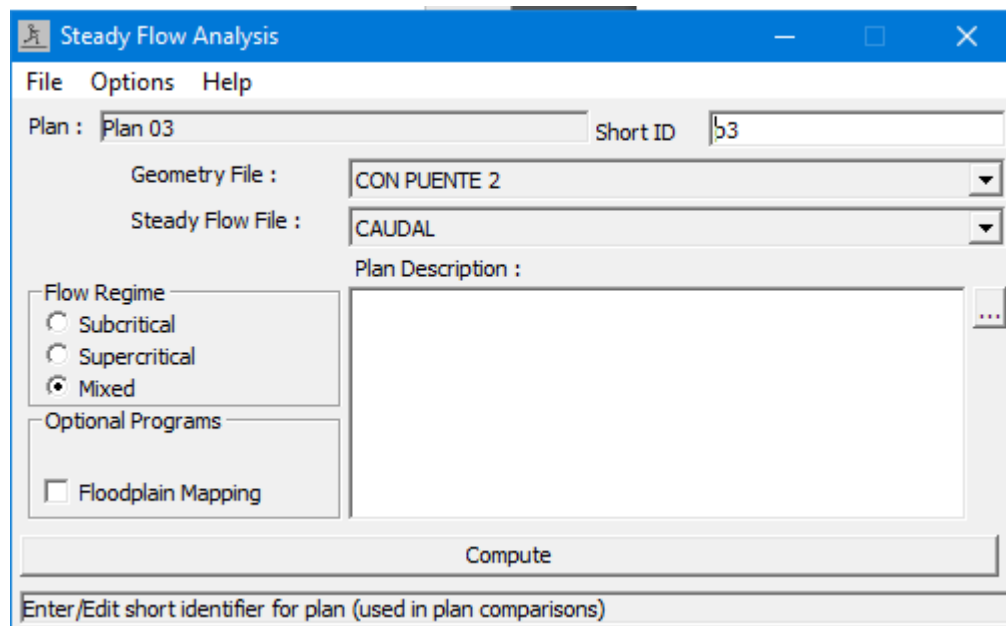 Steady Flow Analysis
File Options Help
Plan : Plan 03 Short ID p3
Geometry File : CON PUENTE 2
Steady Flow File : CAUDAL
Plan Description :
Flow Regime
Subcritical
Supercritical
Mixed
Optional Programs
Floodplain Mapping
...
Compute
Enter/Edit short identifier for plan (used in plan comparisons)